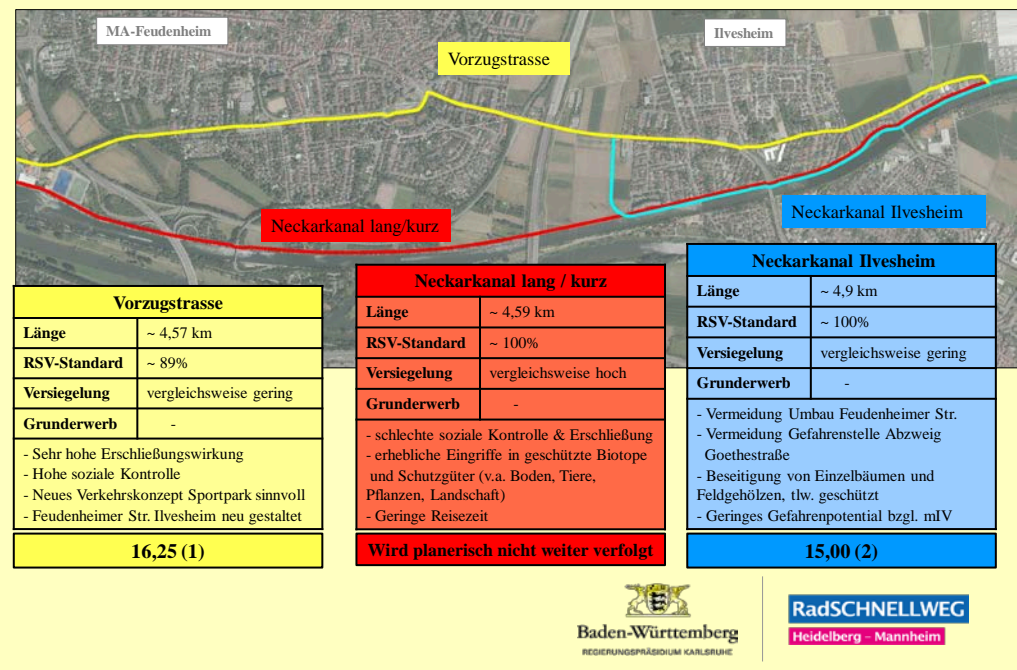 MA-Feudenheim
Ilvesheim
Vorzugstrasse
Neckarkanal lang/kurz
Neckarkanal Ilvesheim
Vorzugstrasse
Länge ~ 4,57 km
RSV-Standard ~ 89%
Versiegelung vergleichsweise gering
Grunderwerb -
- Sehr hohe Erschließungswirkung
- Hohe soziale Kontrolle
- Neues Verkehrskonzept Sportpark sinnvoll
- Feudenheimer Str. Ilvesheim neu gestaltet
16,25 (1)
Neckarkanal lang / kurz
Länge ~ 4,59 km
RSV-Standard ~ 100%
Versiegelung vergleichsweise hoch
Grunderwerb -
- schlechte soziale Kontrolle & Erschließung
- erhebliche Eingriffe in geschützte Biotope
und Schutzgüter (v.a. Boden, Tiere,
Pflanzen, Landschaft)
- Geringe Reisezeit
Wird planerisch nicht weiter verfolgt
Neckarkanal Ilvesheim
Länge ~ 4,9 km
RSV-Standard ~ 100%
Versiegelung vergleichsweise gering
Grunderwerb -
- Vermeidung Umbau Feudenheimer Str.
- Vermeidung Gefahrenstelle Abzweig
Goethestraße
- Beseitigung von Einzelbäumen und
Feldgehölzen, tlw. geschützt
- Geringes Gefahrenpotential bzgl. mIV
15,00 (2)
Baden-Württemberg
REGIERUNGSPRÄSIDIUM KARLSRUHE
RadSCHNELLWEG
Heidelberg – Mannheim